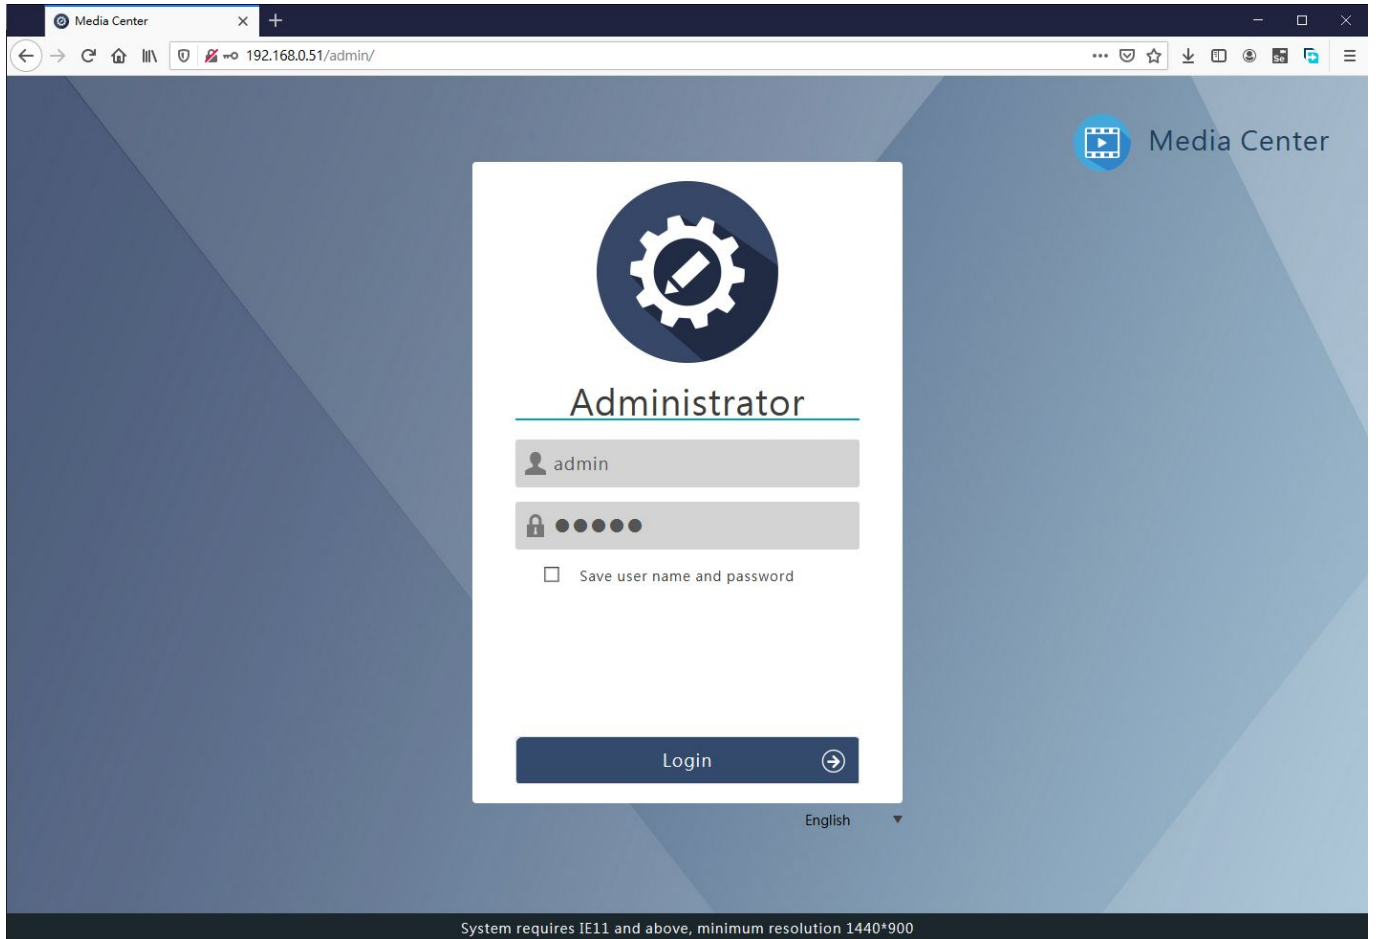 Media Center
192.168.0.51/admin/
Se
Media Center
Administrator
admin
Save user name and password
Login
English
System requires IE11 and above, minimum resolution 1440*900